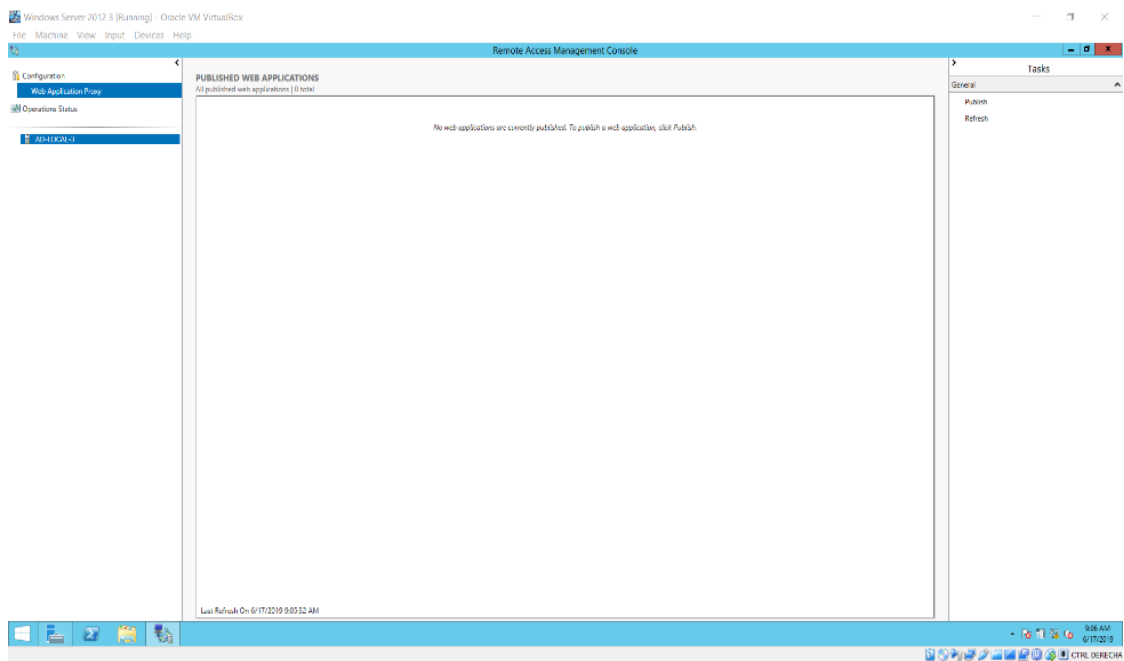 Windows Server 2012 3 [Running] - Oracle VM VirtualBox
File Machine View Input Devices Help
Remote Access Management Console
Configuration
Web Application Proxy
Operations Status
AD-LOCAL-3
PUBLISHED WEB APPLICATIONS
All published web applications | 0 total
No web applications are currently published. To publish a web application, click Publish.
Last Refresh On 6/17/2019 9:05:32 AM
Tasks
General
Publish
Refresh
9:06 AM
6/17/2019
CTRL DERECHA